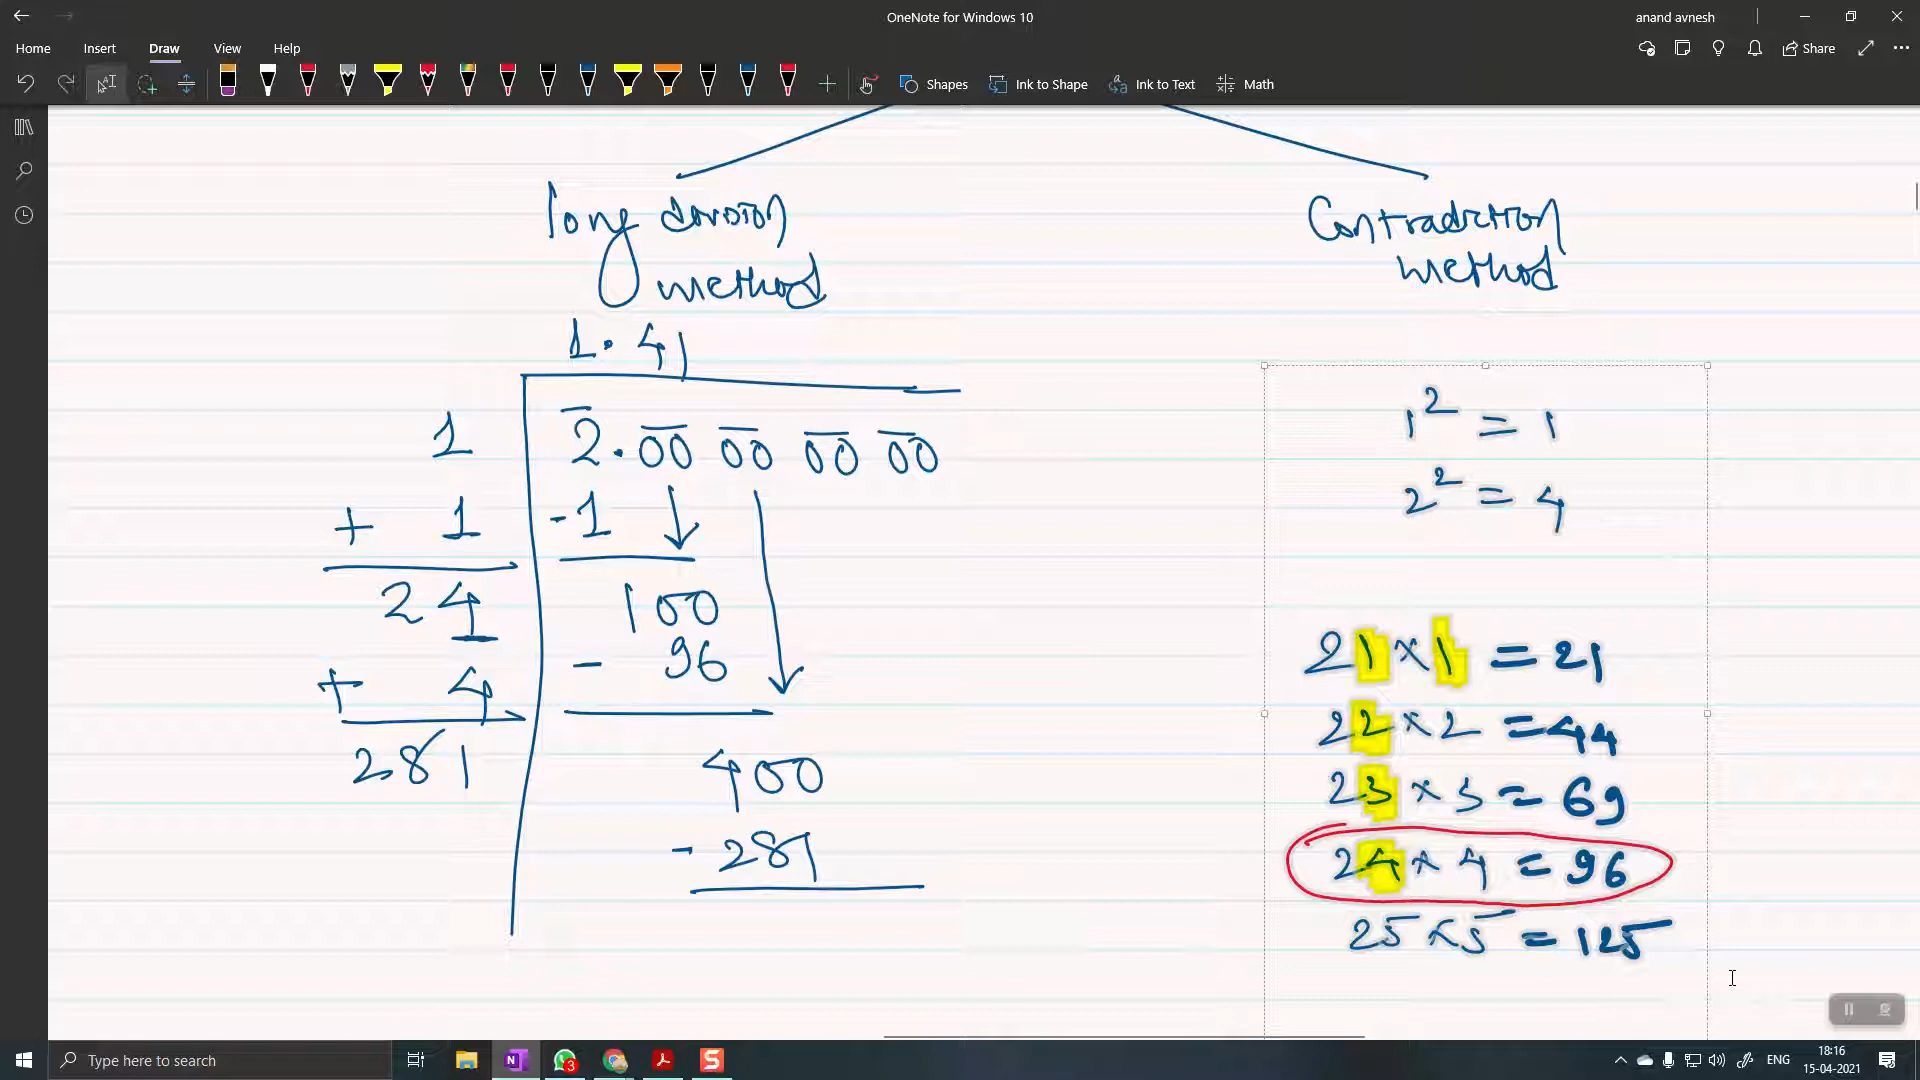 OneNote for Windows 10
anand avnesh
Home Insert Draw View Help
Share
Shapes Ink to Shape Ink to Text Math
long division
method
Contradiction
method
1.41
1
2.00 00 00 00
+ 1
-1
24
100
- 96
+ 4
281
400
- 281
1² = 1
2² = 4
21 × 1 = 21
22 × 2 = 44
23 × 3 = 69
24 × 4 = 96
25 × 5 = 125
Type here to search
3
ENG
18:16
15-04-2021